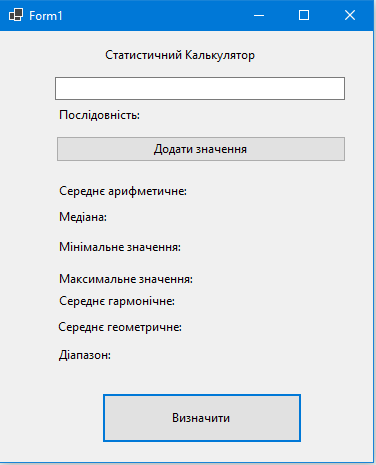 Form1
Статистичний Калькулятор
Послідовність:
Додати значення
Середнє арифметичне:
Медіана:
Мінімальне значення:
Максимальне значення:
Середнє гармонічне:
Середнє геометричне:
Діапазон:
Визначити